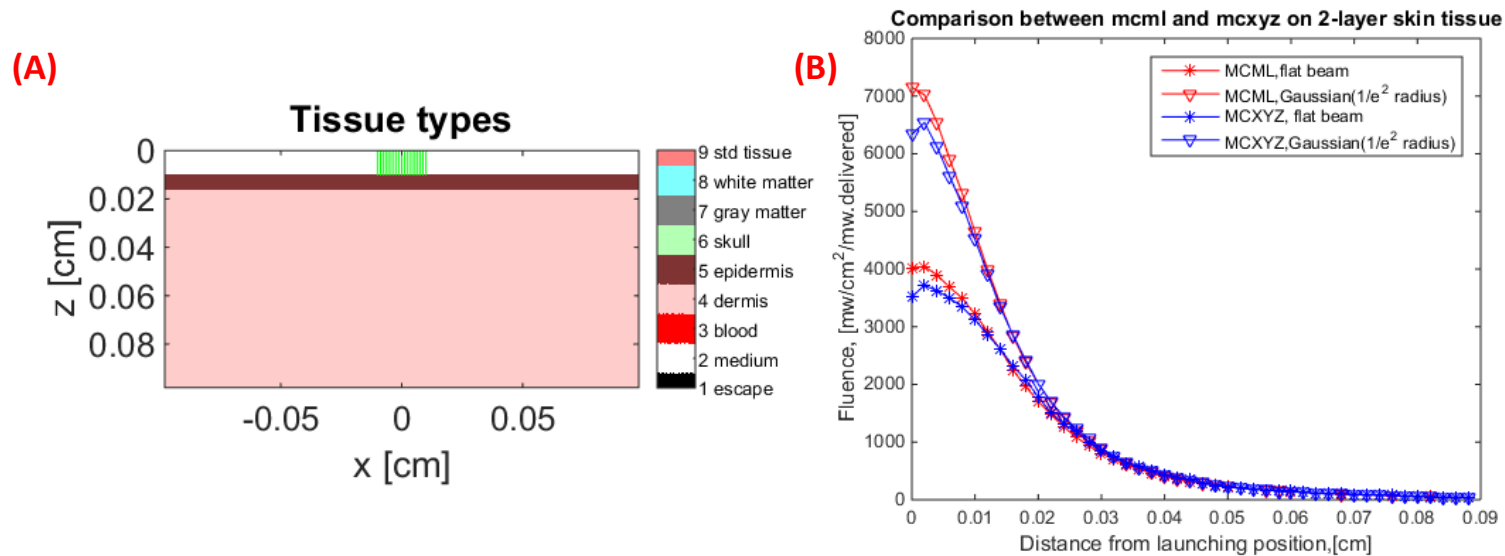 (A)
Tissue types
0
0.02
0.04
0.06
0.08
z [cm]
-0.05 0 0.05
x [cm]
9 std tissue
8 white matter
7 gray matter
6 skull
5 epidermis
4 dermis
3 blood
2 medium
1 escape
(B)
Comparison between mcml and mcxyz on 2-layer skin tissue
8000
7000
6000
5000
4000
3000
2000
1000
0
Fluence, [mw/cm²/mw.delivered]
MCML,flat beam
MCML,Gaussian(1/e² radius)
MCXYZ, flat beam
MCXYZ,Gaussian(1/e² radius)
0 0.01 0.02 0.03 0.04 0.05 0.06 0.07 0.08 0.09
Distance from launching position,[cm]